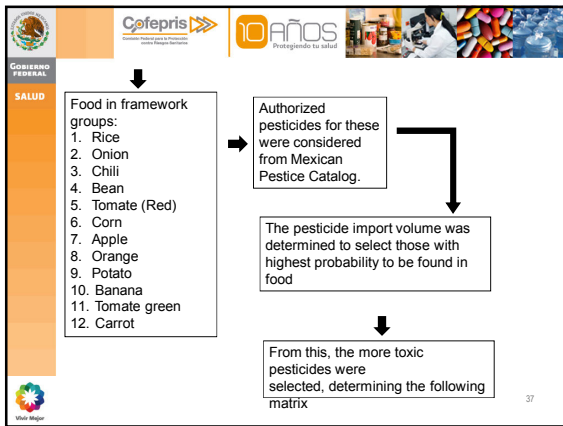 Cofepris
Comisión Federal para la Protección
contra Riesgos Sanitarios
10 AÑOS
Protegiendo tu salud
GOBIERNO
FEDERAL
SALUD
Food in framework
groups:
1. Rice
2. Onion
3. Chili
4. Bean
5. Tomate (Red)
6. Corn
7. Apple
8. Orange
9. Potato
10. Banana
11. Tomate green
12. Carrot
Authorized
pesticides for these
were considered
from Mexican
Pestice Catalog.
The pesticide import volume was
determined to select those with
highest probability to be found in
food
From this, the more toxic
pesticides were
selected, determining the following
matrix
37
Vivir Mejor